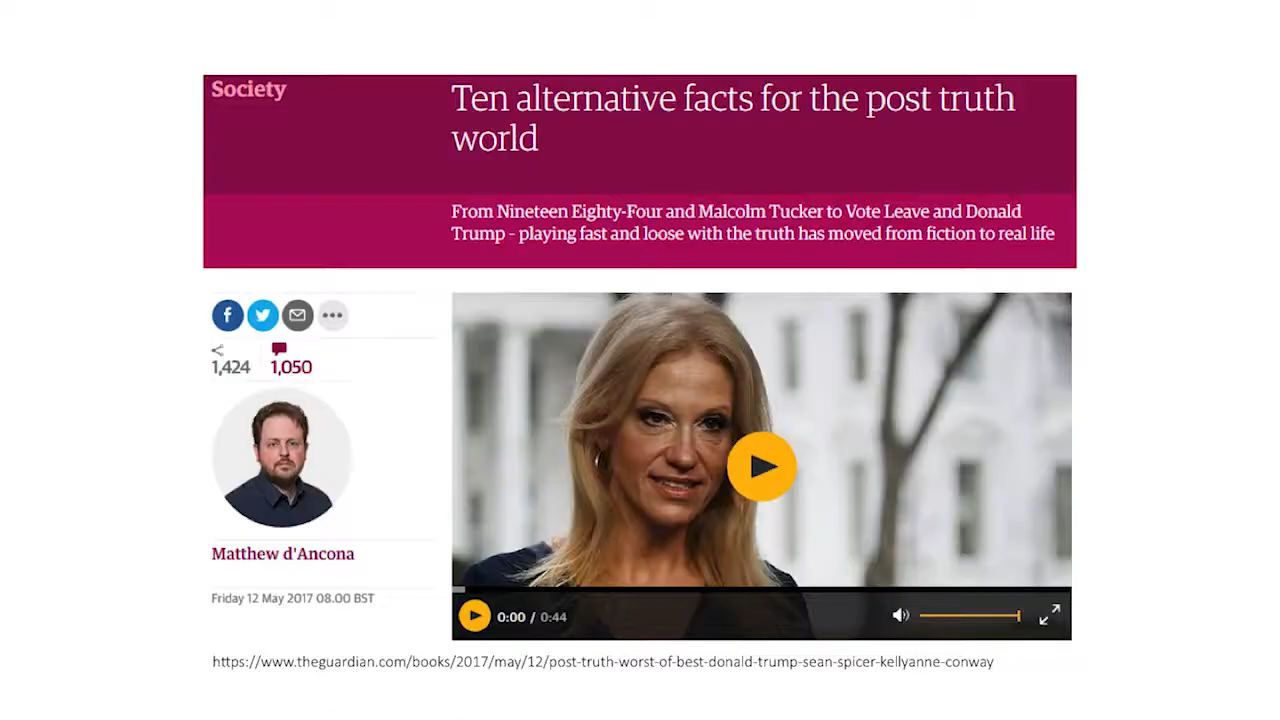 Society
Ten alternative facts for the post truth
world
From Nineteen Eighty-Four and Malcolm Tucker to Vote Leave and Donald
Trump - playing fast and loose with the truth has moved from fiction to real life
1,424
1,050
Matthew d'Ancona
Friday 12 May 2017 08.00 BST
0:00 / 0:44
https://www.theguardian.com/books/2017/may/12/post-truth-worst-of-best-donald-trump-sean-spicer-kellyanne-conway